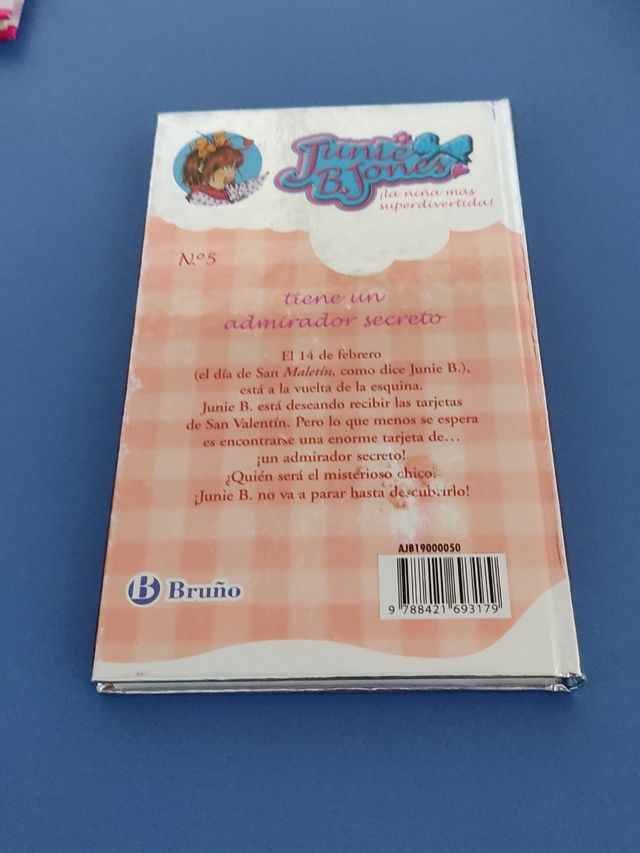 Junie
B. Jones
¡la niña más
superdivertida!
N.º 5
tiene un
admirador secreto
El 14 de febrero
(el día de San Maletín, como dice Junie B.),
está a la vuelta de la esquina.
Junie B. está deseando recibir las tarjetas
de San Valentín. Pero lo que menos se espera
es encontrarse una enorme tarjeta de...
¡un admirador secreto!
¿Quién será el misterioso chico?
¡Junie B. no va a parar hasta descubrirlo!
AJB19000050
B Bruño
9 788421 693179